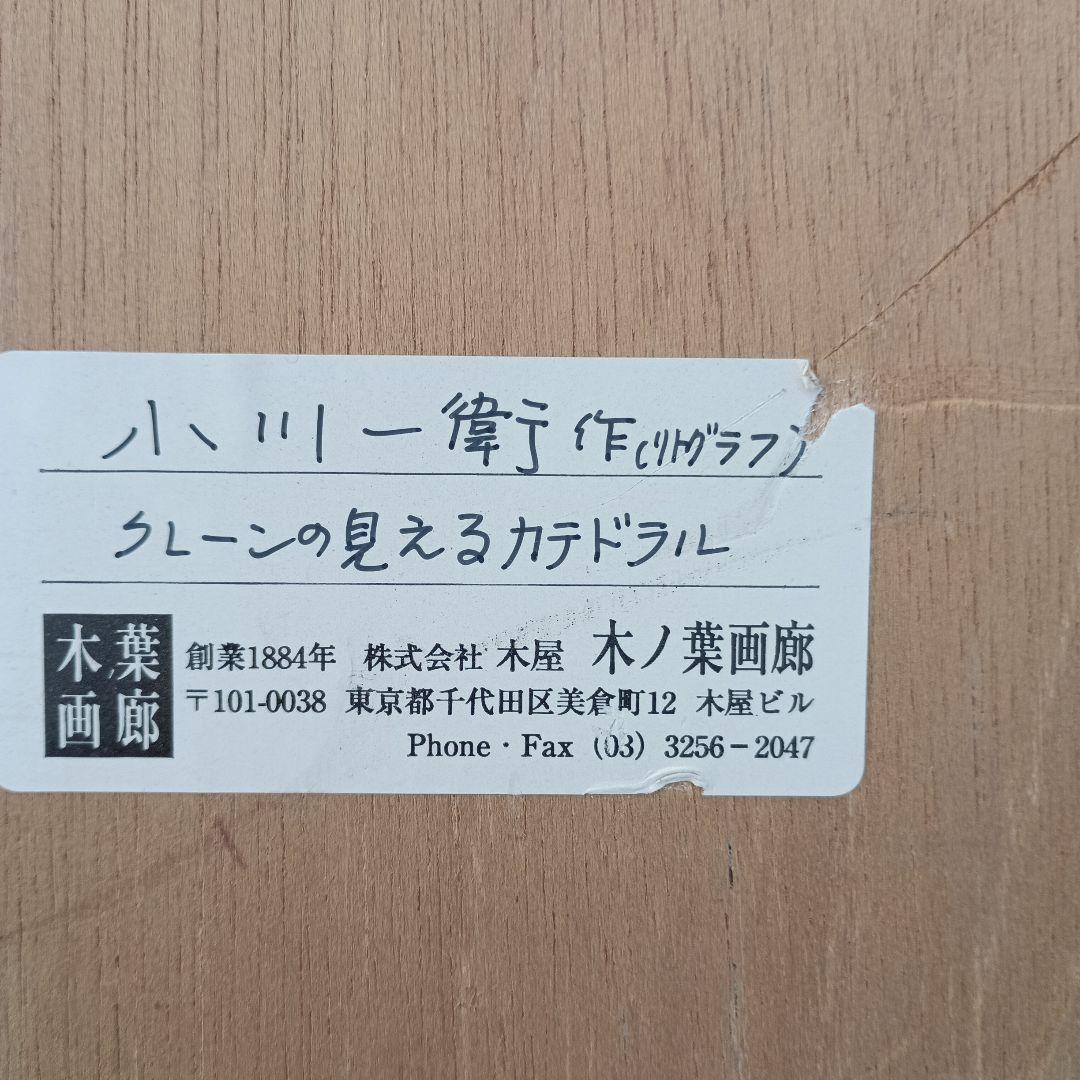 小川一衛作(リトグラフ)
クレーンの見えるカテドラル
木葉画廊
創業1884年 株式会社 木屋 木ノ葉画廊
〒101-0038 東京都千代田区美倉町12 木屋ビル
Phone・Fax (03) 3256-2047